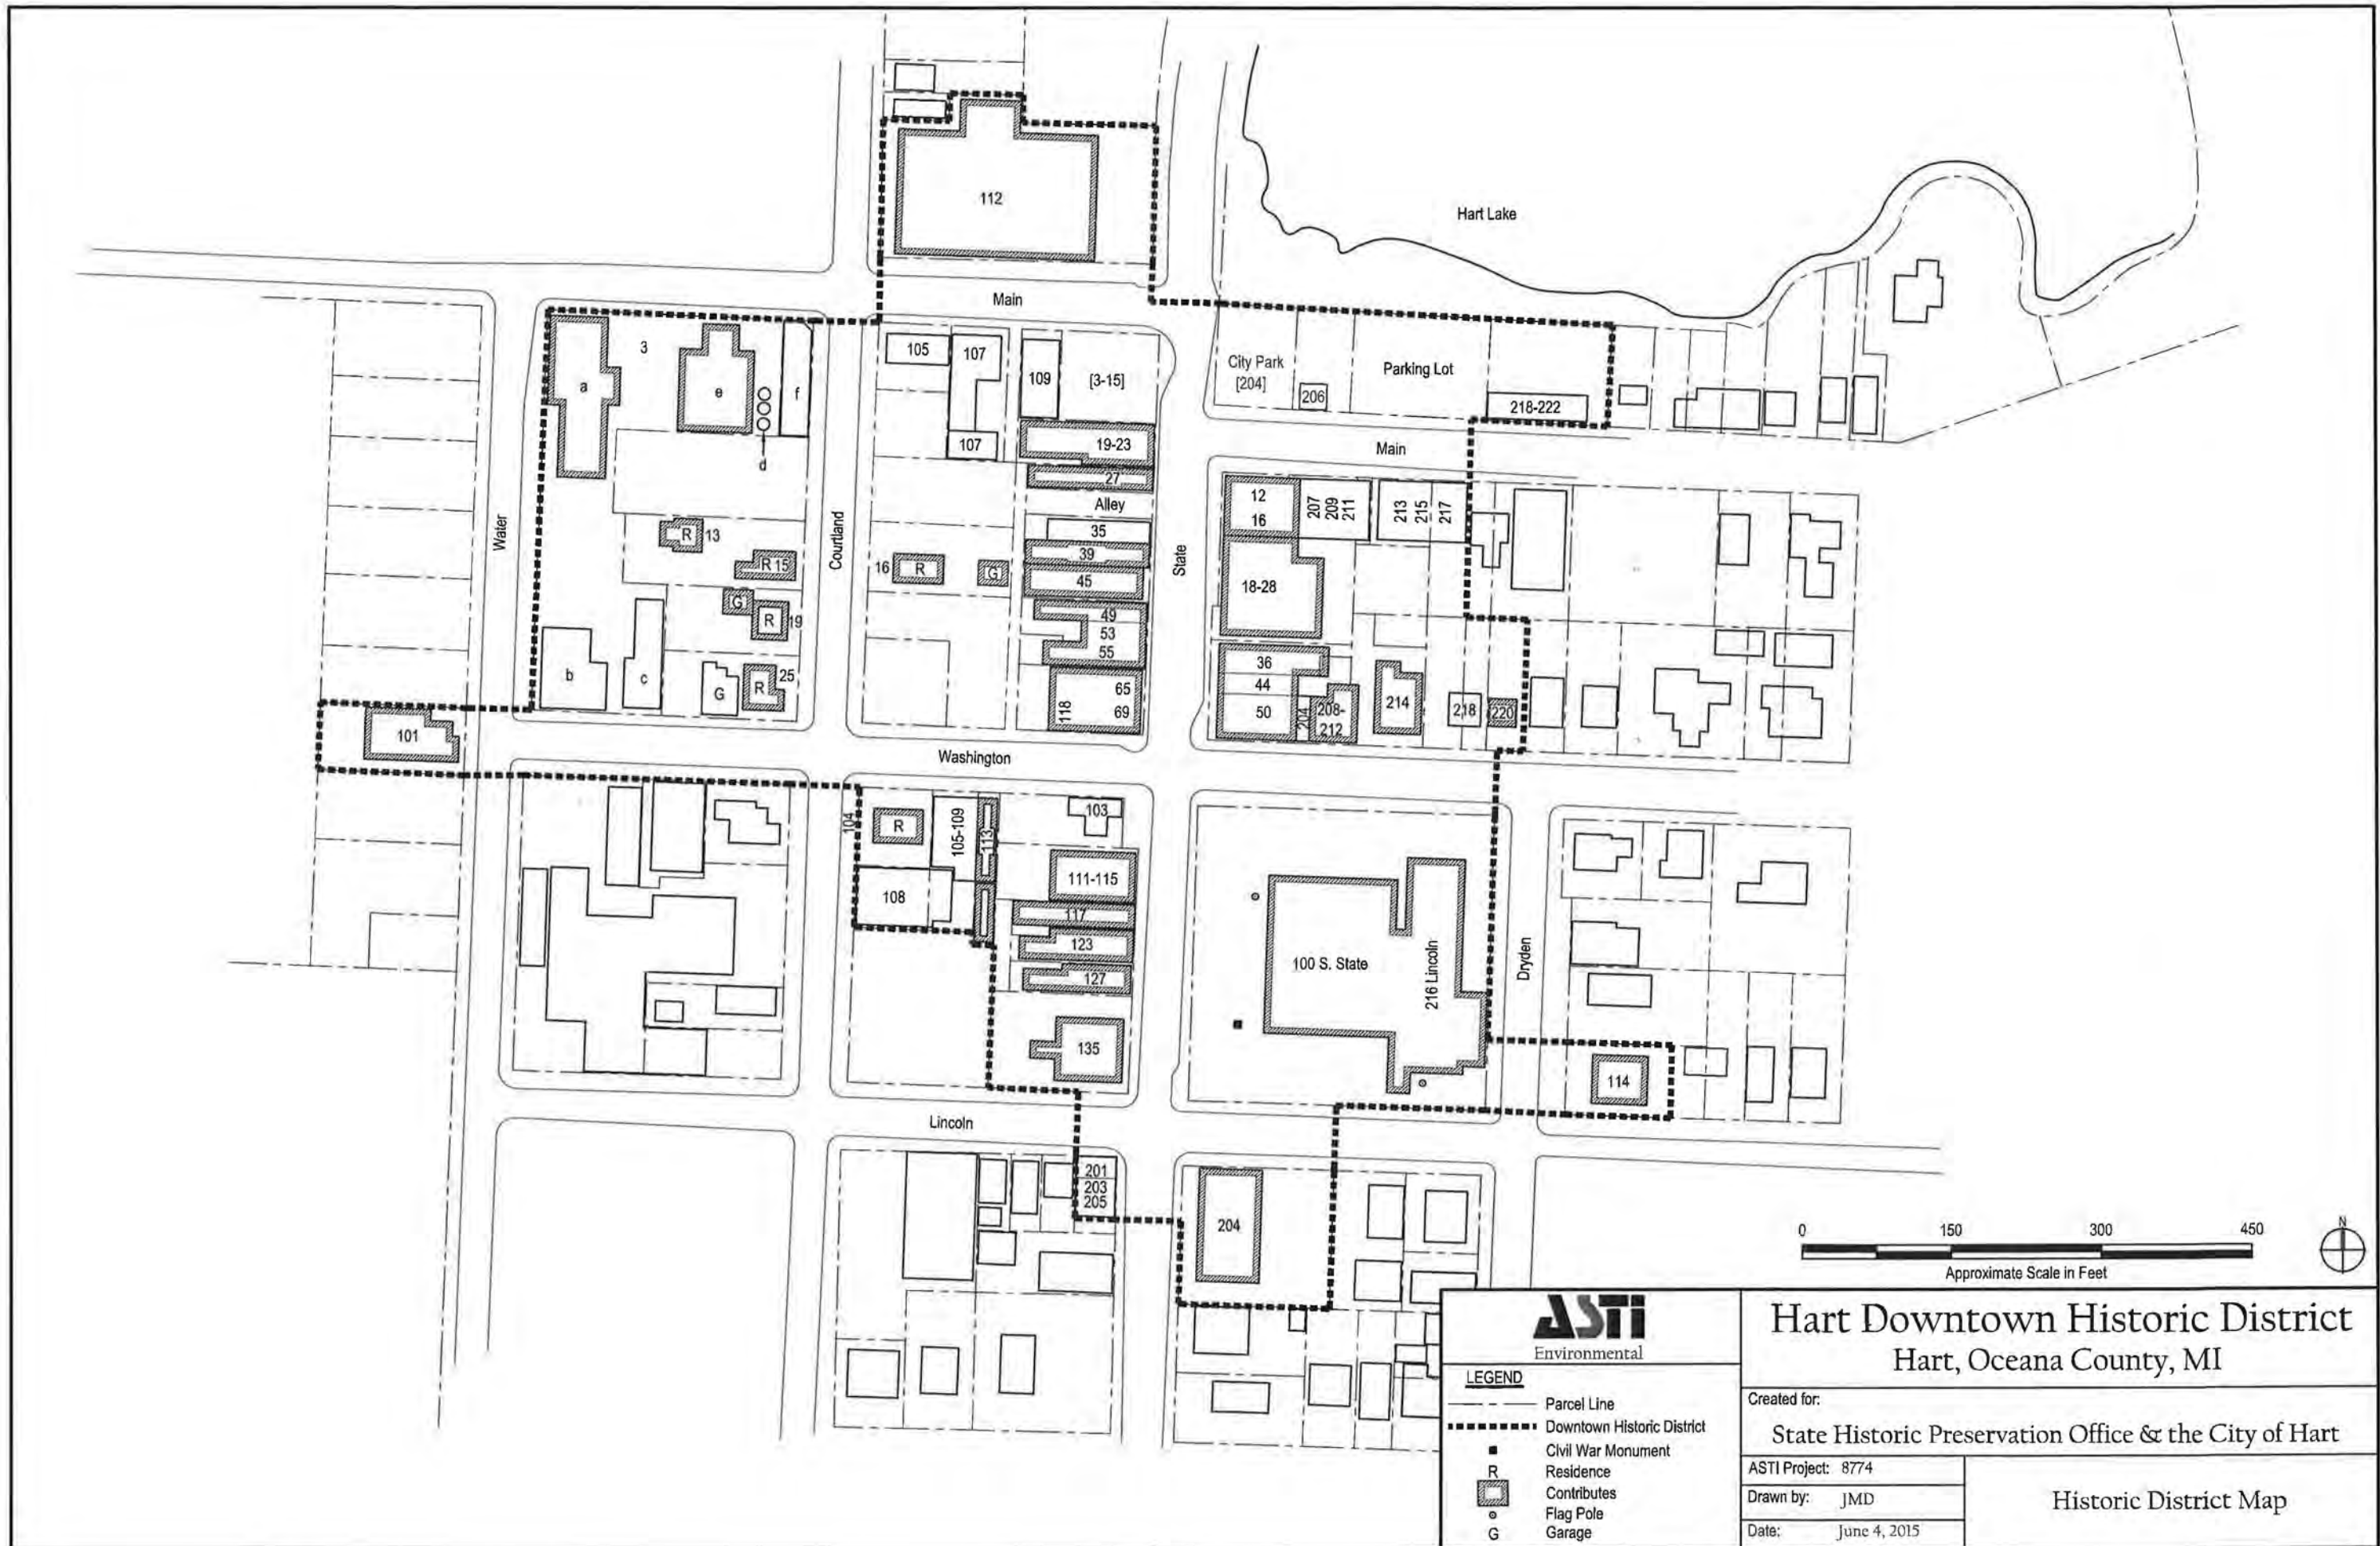 112
Hart Lake
Main
3
a
e
f
d
105
107
109
[3-15]
107
19-23
27
Alley
City Park
[204]
206
Parking Lot
218-222
Main
Water
Courtland
State
R 13
R 15
G
R 19
b
c
G
R 25
16 R
G
35
39
45
49
53
55
65
69
118
12
16
207
209
211
213
215
217
18-28
36
44
50
204
208-
212
214
218
220
101
Washington
104
R
105-109
113
103
108
111-115
117
123
127
135
100 S. State
216 Lincoln
Dryden
114
Lincoln
201
203
205
204
0 150 300 450
Approximate Scale in Feet
N
ASTI
Environmental
LEGEND
Parcel Line
Downtown Historic District
Civil War Monument
R Residence
Contributes
Flag Pole
G Garage
Hart Downtown Historic District
Hart, Oceana County, MI
Created for:
State Historic Preservation Office & the City of Hart
ASTI Project: 8774
Drawn by: JMD
Date: June 4, 2015
Historic District Map